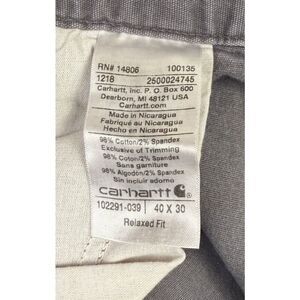 RN# 14806 100135
1218 2500024745
Carhartt, Inc. P.O. Box 600
Dearborn, MI 48121 USA
Carhartt.com
Made in Nicaragua
Fabriqué au Nicaragua
Hecho en Nicaragua
98% Cotton/2% Spandex
Exclusive of Trimming
98% Coton/2% Spandex
Sans garniture
98% Algodón/2% Spandex
Sin incluir adorno
carhartt
102291-039 40 X 30
Relaxed Fit